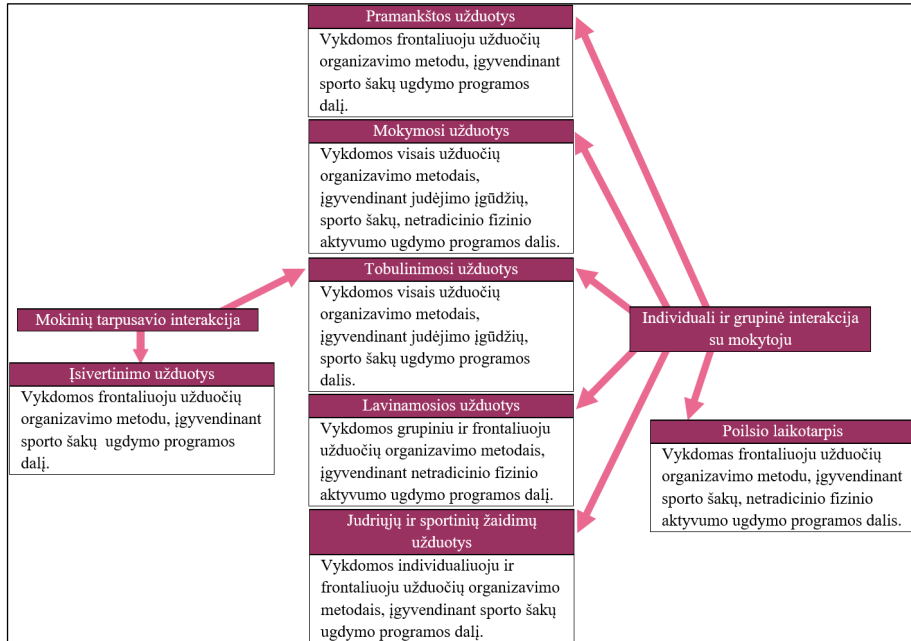 Pramankštos užduotys
Vykdomos frontaliuoju užduočių
organizavimo metodu, įgyvendinant
sporto šakų ugdymo programos
dalį.
Mokymosi užduotys
Vykdomos visais užduočių
organizavimo metodais,
įgyvendinant judėjimo įgūdžių,
sporto šakų, netradicinio fizinio
aktyvumo ugdymo programos dalis.
Tobulinimosi užduotys
Vykdomos visais užduočių
organizavimo metodais,
įgyvendinant judėjimo įgūdžių,
sporto šakų ugdymo programos
dalis.
Mokinių tarpusavio interakcija
Individuali ir grupinė interakcija
su mokytoju
Įsivertinimo užduotys
Vykdomos frontaliuoju užduočių
organizavimo metodu, įgyvendinant
sporto šakų ugdymo programos
dalį.
Lavinamosios užduotys
Vykdomos grupiniu ir frontaliuoju
užduočių organizavimo metodais,
įgyvendinant netradicinio fizinio
aktyvumo ugdymo programos dalį.
Poilsio laikotarpis
Vykdomas frontaliuoju užduočių
organizavimo metodu, įgyvendinant
sporto šakų, netradicinio fizinio
aktyvumo ugdymo programos dalis.
Judriųjų ir sportinių žaidimų
užduotys
Vykdomos individualiuoju ir
frontaliuoju užduočių organizavimo
metodais, įgyvendinant sporto šakų
ugdymo programos dalį.